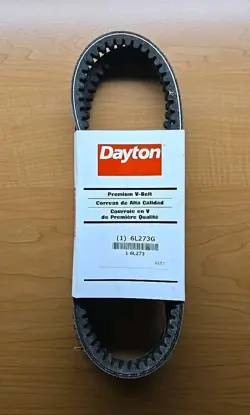 Dayton
Premium V-Belt
Correas de Alta Calidad
Courroie en V
de Première Qualité
(1) 6L273G
1 6L273